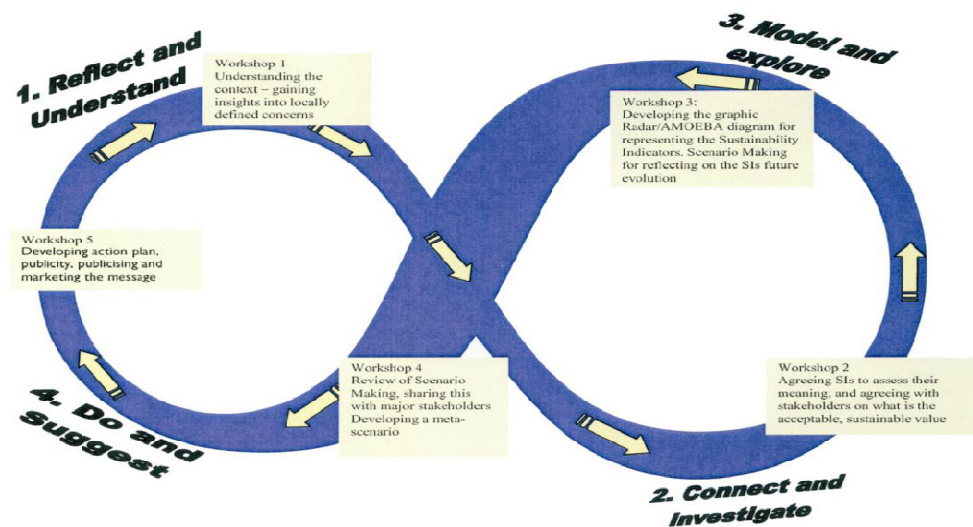 1. Reflect and
Understand
Workshop 1
Understanding the
context – gaining
insights into locally
defined concerns
3. Model and
explore
Workshop 3:
Developing the graphic
Radar/AMOEBA diagram for
representing the Sustainability
Indicators. Scenario Making
for reflecting on the SIs future
evolution
Workshop 5
Developing action plan,
publicity, publicising and
marketing the message
Workshop 4
Review of Scenario
Making, sharing this
with major stakeholders
Developing a meta-
scenario
Workshop 2
Agreeing SIs to assess their
meaning, and agreeing with
stakeholders on what is the
acceptable, sustainable value
4. Do and
Suggest
2. Connect and
investigate